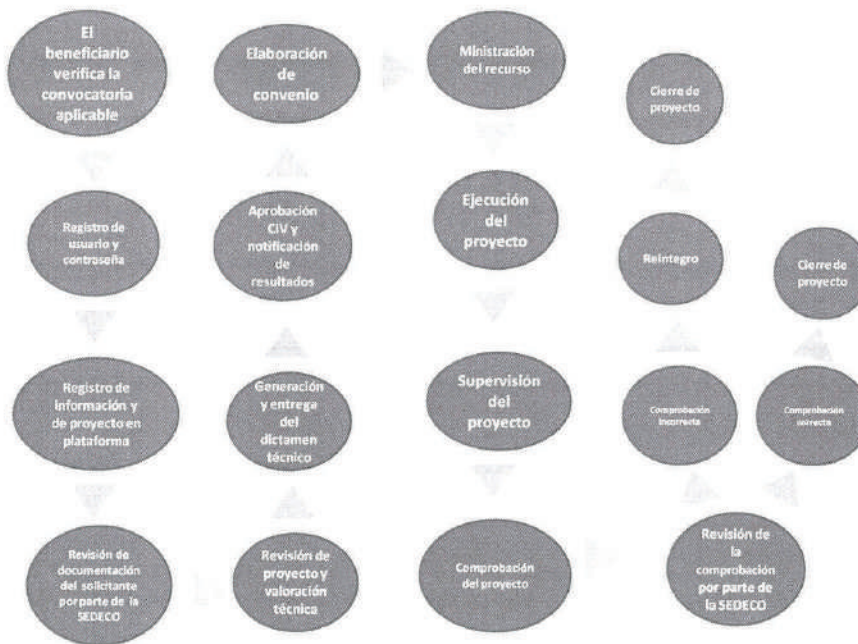 El
beneficiario
verifica la
convocatoria
aplicable
Registro de
usuario y
contraseña
Registro de
información y
de proyecto en
plataforma
Revisión de
documentación
del solicitante
por parte de la
SEDECO
Revisión de
proyecto y
valoración
técnica
Generación
y entrega
del
dictamen
técnico
Aprobación
CIV y
notificación
de
resultados
Elaboración
de
convenio
Ministración
del recurso
Ejecución
del
proyecto
Supervisión
del
proyecto
Comprobación
del proyecto
Revisión de
la
comprobación
por parte de
la SEDECO
Comprobación
incorrecta
Reintegro
Cierre de
proyecto
Comprobación
correcta
Cierre de
proyecto